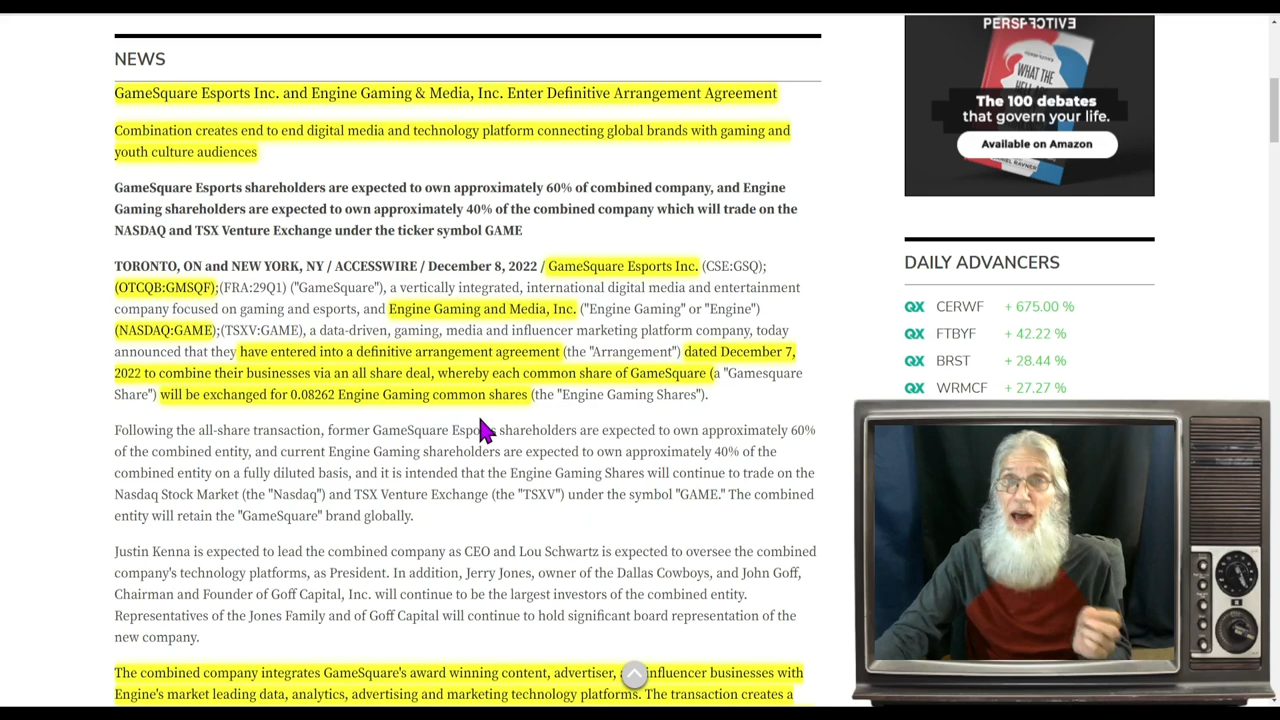 NEWS
GameSquare Esports Inc. and Engine Gaming & Media, Inc. Enter Definitive Arrangement Agreement
Combination creates end to end digital media and technology platform connecting global brands with gaming and
youth culture audiences
GameSquare Esports shareholders are expected to own approximately 60% of combined company, and Engine
Gaming shareholders are expected to own approximately 40% of the combined company which will trade on the
NASDAQ and TSX Venture Exchange under the ticker symbol GAME
TORONTO, ON and NEW YORK, NY / ACCESSWIRE / December 8, 2022 / GameSquare Esports Inc. (CSE:GSQ);
(OTCQB:GMSQF);(FRA:29Q1) ("GameSquare"), a vertically integrated, international digital media and entertainment
company focused on gaming and esports, and Engine Gaming and Media, Inc. ("Engine Gaming" or "Engine")
(NASDAQ:GAME);(TSXV:GAME), a data-driven, gaming, media and influencer marketing platform company, today
announced that they have entered into a definitive arrangement agreement (the "Arrangement") dated December 7,
2022 to combine their businesses via an all share deal, whereby each common share of GameSquare (a "Gamesquare
Share") will be exchanged for 0.08262 Engine Gaming common shares (the "Engine Gaming Shares").
Following the all-share transaction, former GameSquare Esports shareholders are expected to own approximately 60%
of the combined entity, and current Engine Gaming shareholders are expected to own approximately 40% of the
combined entity on a fully diluted basis, and it is intended that the Engine Gaming Shares will continue to trade on the
Nasdaq Stock Market (the "Nasdaq") and TSX Venture Exchange (the "TSXV") under the symbol "GAME." The combined
entity will retain the "GameSquare" brand globally.
Justin Kenna is expected to lead the combined company as CEO and Lou Schwartz is expected to oversee the combined
company's technology platforms, as President. In addition, Jerry Jones, owner of the Dallas Cowboys, and John Goff,
Chairman and Founder of Goff Capital, Inc. will continue to be the largest investors of the combined entity.
Representatives of the Jones Family and of Goff Capital will continue to hold significant board representation of the
new company.
The combined company integrates GameSquare's award winning content, advertiser, influencer businesses with
Engine's market leading data, analytics, advertising and marketing technology platforms. The transaction creates a
PERSPECTIVE
WHAT THE
The 100 debates
that govern your life.
Available on Amazon
DAILY ADVANCERS
QX CERWF + 675.00 %
QX FTBYF + 42.22 %
QX BRST + 28.44 %
QX WRMCF + 27.27 %